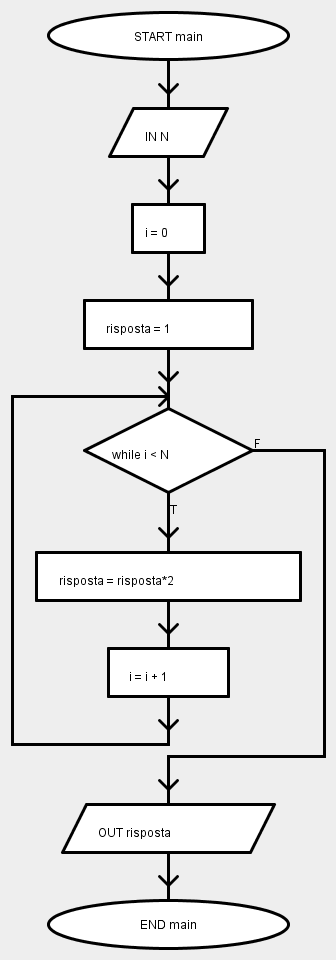 START main
IN N
i = 0
risposta = 1
while i < N
F
T
risposta = risposta*2
i = i + 1
OUT risposta
END main